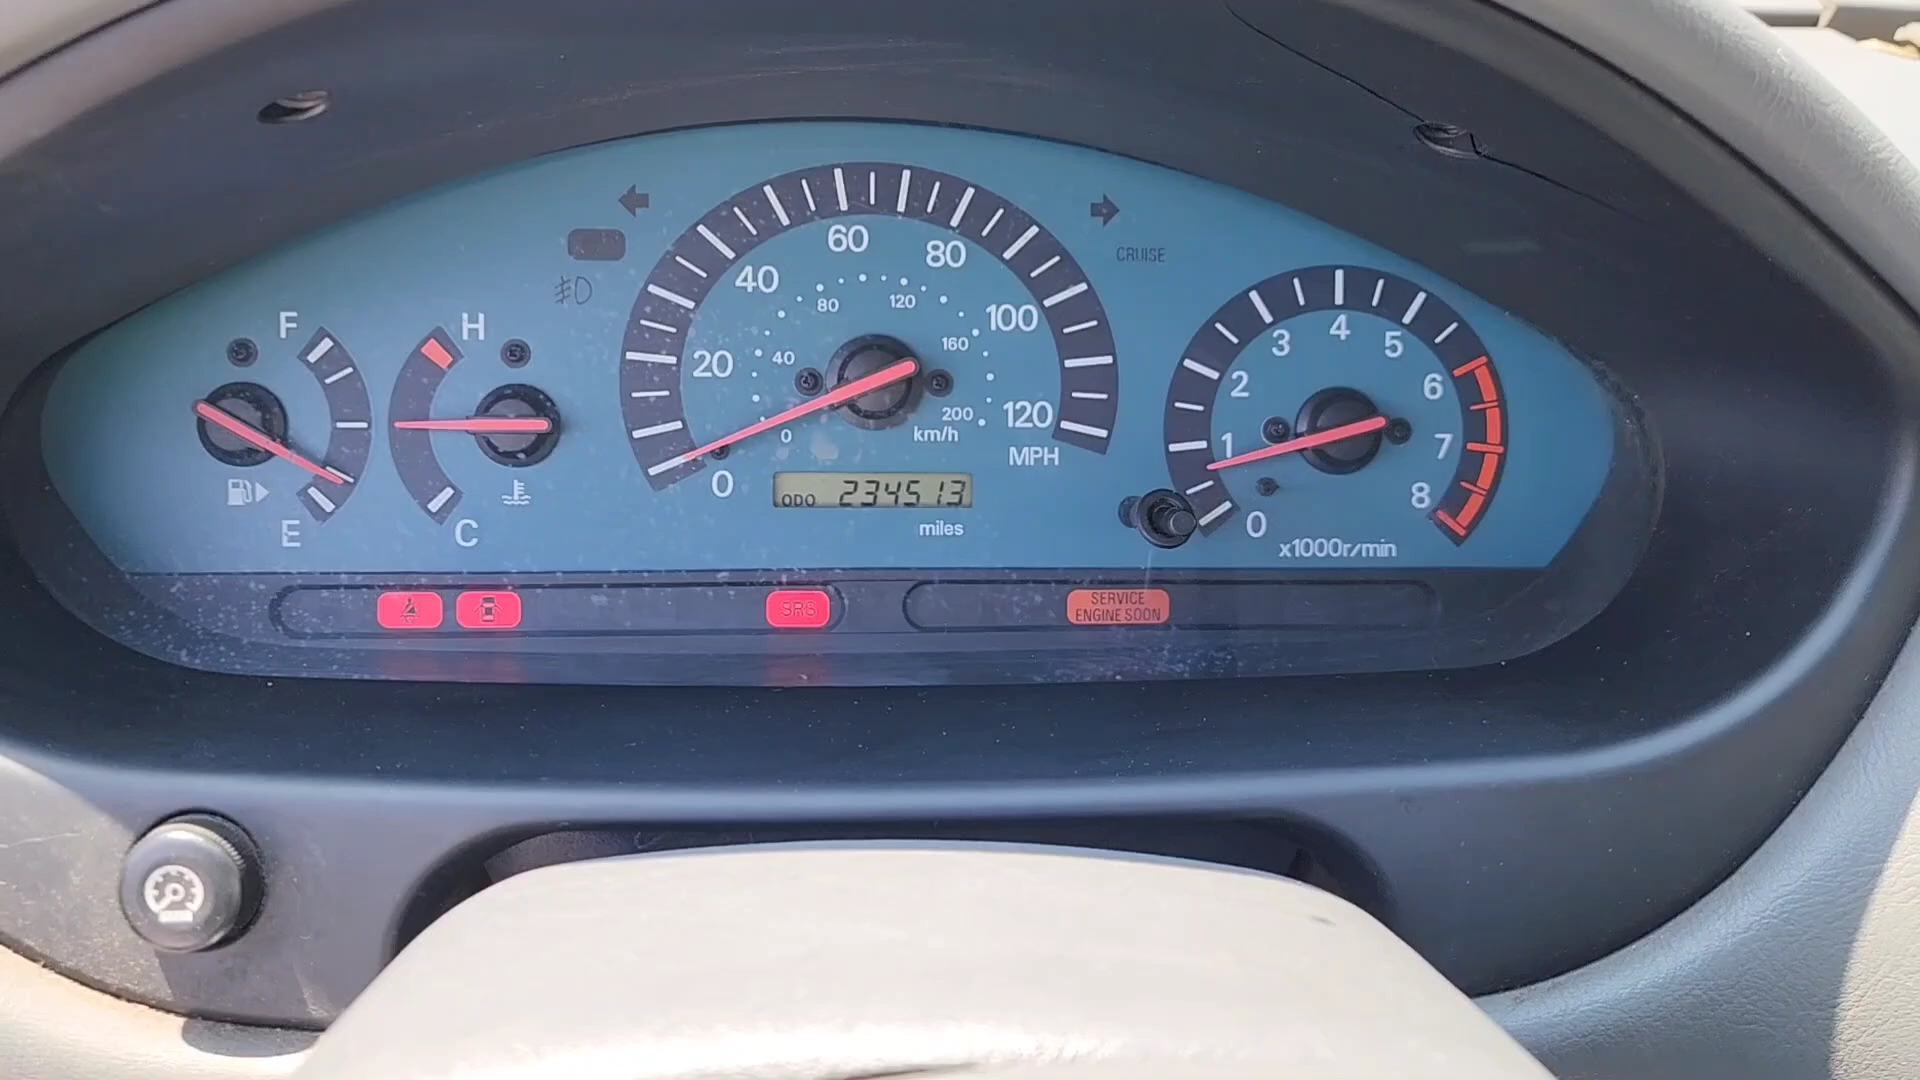 F
E
H
C
0
20
40
60
80
100
120
MPH
0
40
80
120
160
200
km/h
ODO 234513
miles
CRUISE
0
1
2
3
4
5
6
7
8
x1000r/min
SRS
SERVICE
ENGINE SOON